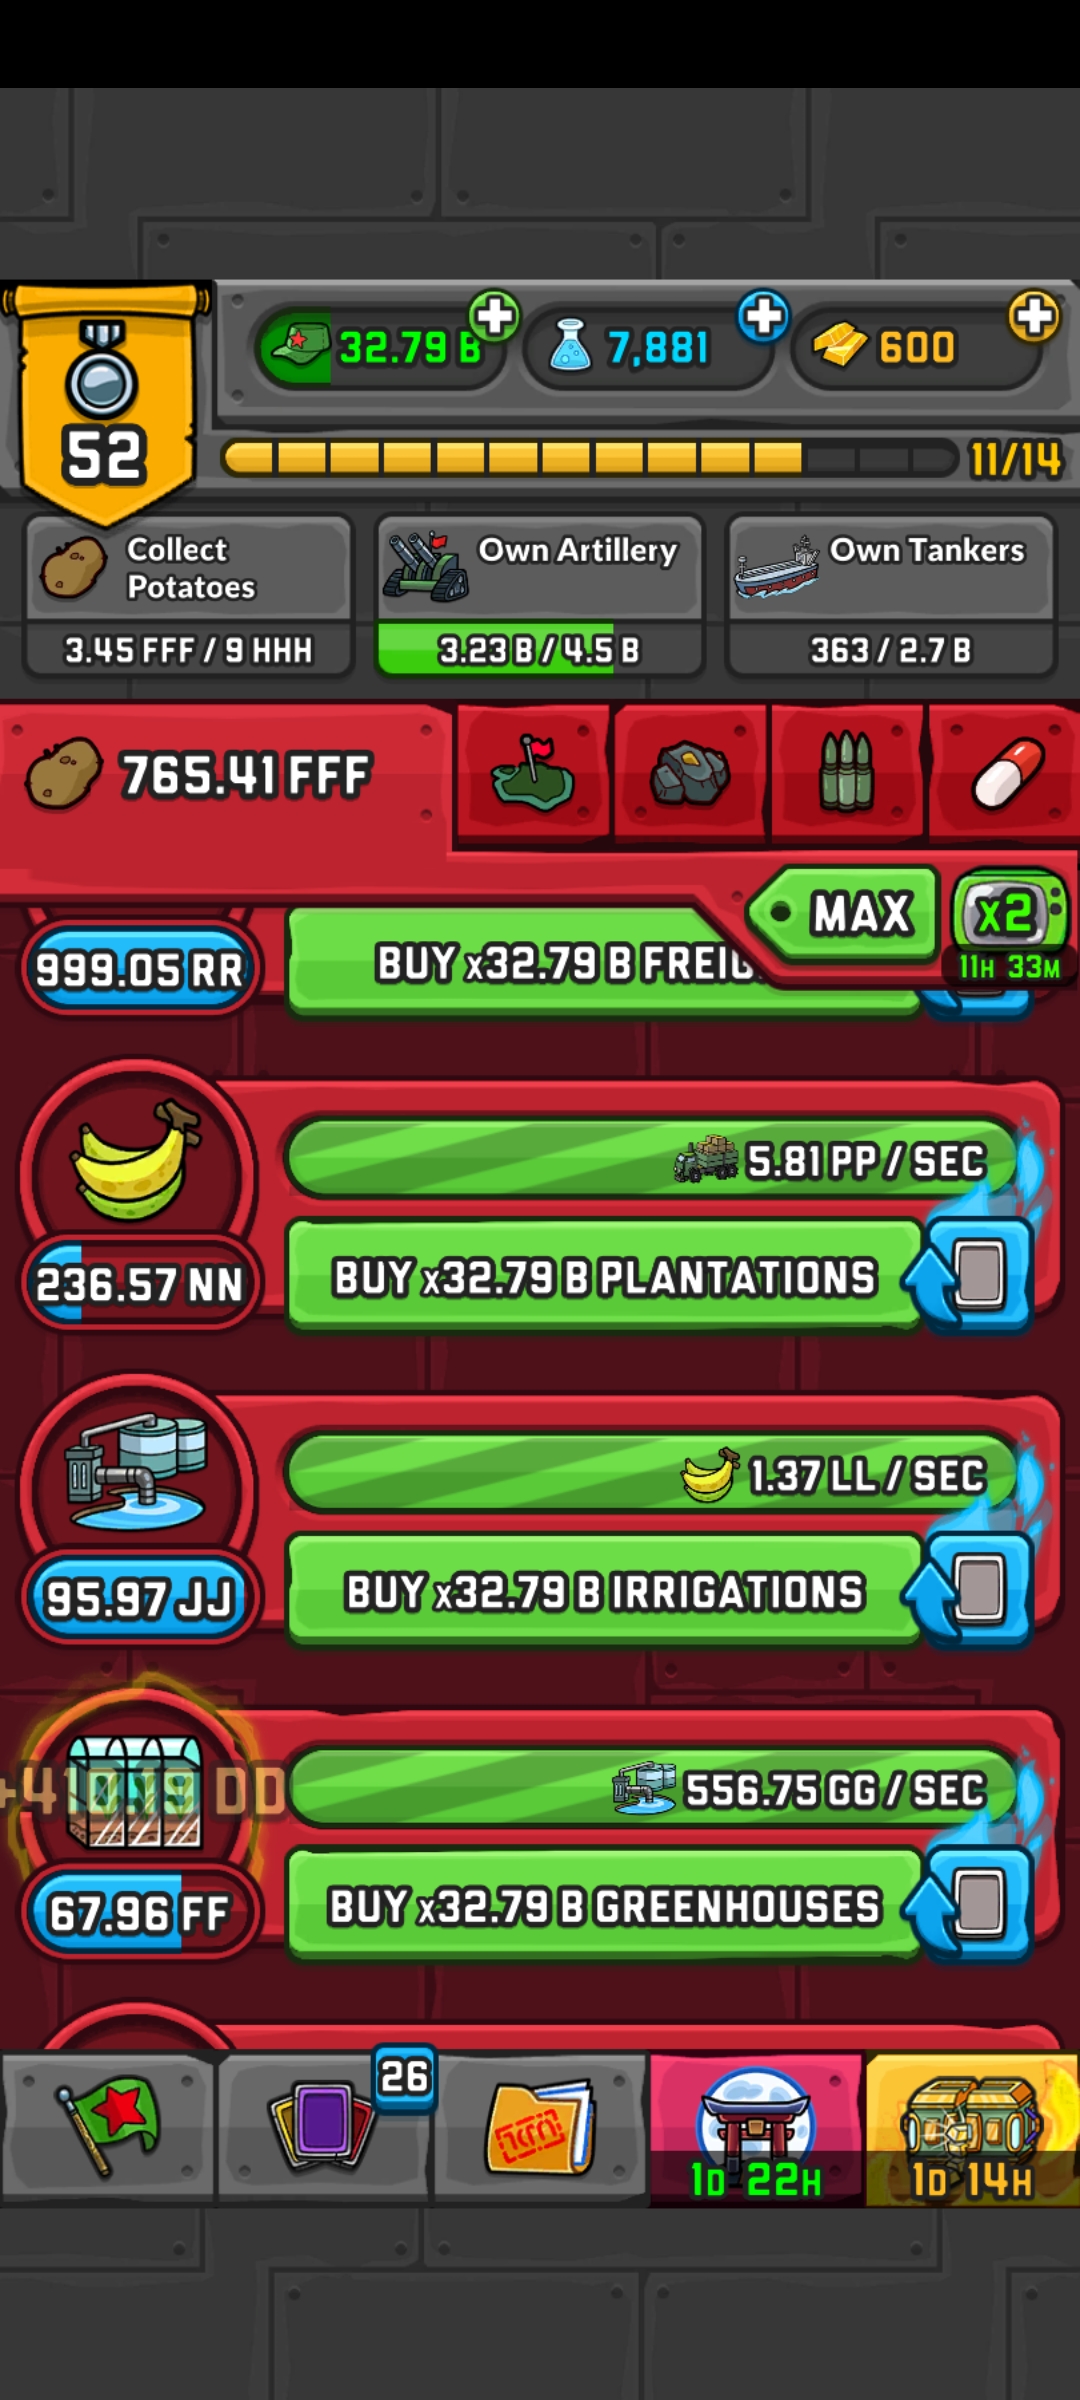 32.79 B
7,881
600
52
11/14
Collect
Potatoes
3.45 FFF / 9 HHH
Own Artillery
3.23 B / 4.5 B
Own Tankers
363 / 2.7 B
765.41 FFF
MAX
x2
11H 33M
999.05 RR
BUY x32.79 B
236.57 NN
5.81 PP / SEC
BUY x32.79 B PLANTATIONS
95.97 JJ
1.37 LL / SEC
BUY x32.79 B IRRIGATIONS
+410.19 DD
67.96 FF
556.75 GG / SEC
BUY x32.79 B GREENHOUSES
26
1D 22H
1D 14H